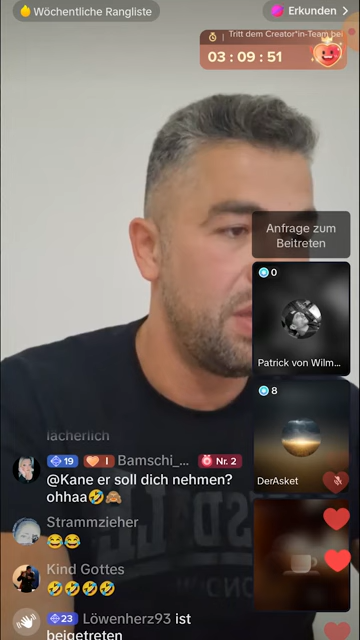 Wöchentliche Rangliste
Erkunden >
Tritt dem Creator*in-Team bei
03 : 09 : 51
Anfrage zum
Beitreten
0
Patrick von Wilm...
8
DerAsket
lächerlich
19 I Bamschi_... Nr. 2
@Kane er soll dich nehmen?
ohhaa🤣🙈
Strammzieher
😂😂
Kind Gottes
🤣🤣🤣🤣
23 Löwenherz93 ist
beigetreten